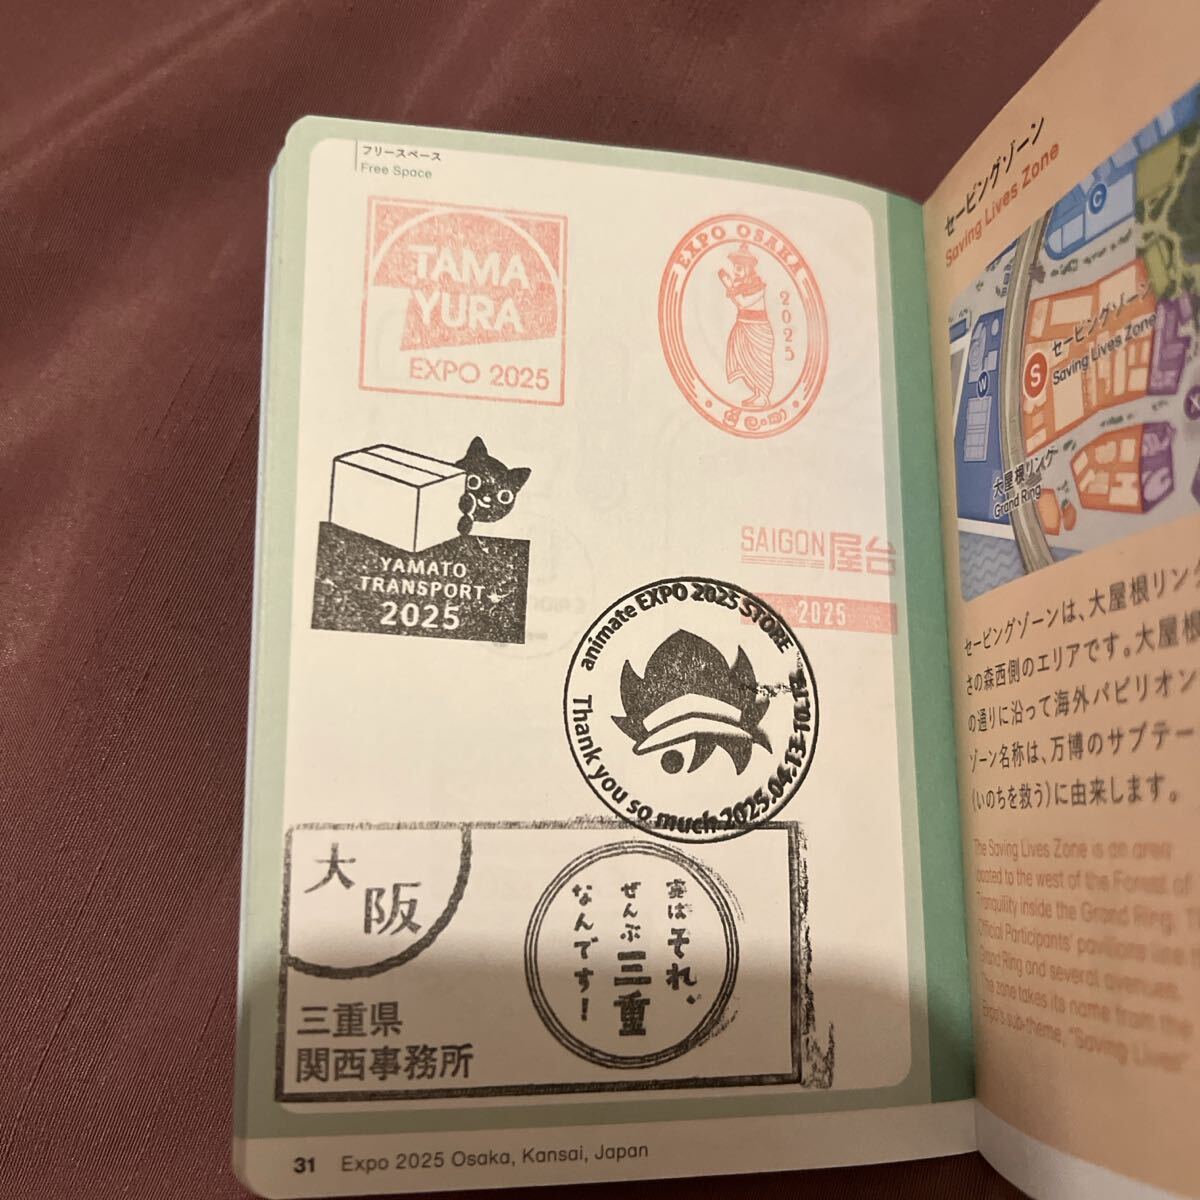 フリースペース
Free Space
TAMA
YURA
EXPO 2025
EXPO OSAKA
2025
SAIGON屋台
2025
YAMATO
TRANSPORT
2025
animate EXPO 2025 STORE
Thank you so much 2025.04.13-10.13
大阪
三重県
関西事務所
実はそれ、
ぜんぶ三重
なんです!
31 Expo 2025 Osaka, Kansai, Japan
セービングゾーン
Saving Lives Zone
C
W
S
セービングゾーン
Saving Lives Zone
大屋根リング
Grand Ring
セービングゾーンは、大屋根リング
さの森西側のエリアです。大屋根
の通りに沿って海外パビリオン
ゾーン名称は、万博のサブテー
(いのちを救う)に由来します。
The Saving Lives Zone is an area
located to the west of the Forest of
Tranquility inside the Grand Ring.
Official Participants' pavilions line
Grand Ring and several avenues.
The zone takes its name from the
Expo's sub-theme, "Saving Lives"